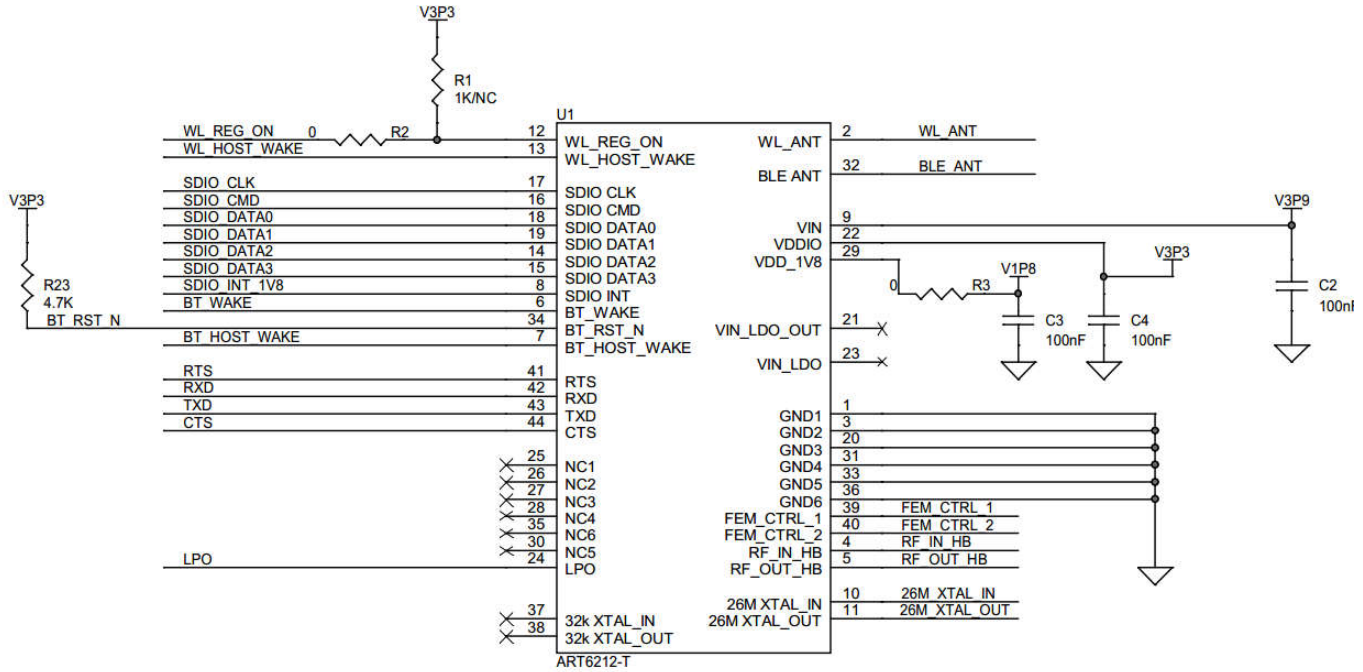 V3P3
R1
1K/NC
U1
WL_REG_ON 0 R2 12 WL_REG_ON WL_ANT 2 WL_ANT
WL_HOST_WAKE 13 WL_HOST_WAKE
BLE ANT 32 BLE_ANT
SDIO_CLK 17 SDIO CLK
V3P3 SDIO_CMD 16 SDIO CMD V3P9
SDIO_DATA0 18 SDIO DATA0 VIN 9
SDIO_DATA1 19 SDIO DATA1 VDDIO 22
SDIO_DATA2 14 SDIO DATA2 VDD_1V8 29 V3P3
SDIO_DATA3 15 SDIO DATA3 V1P8
R23 SDIO_INT_1V8 8 SDIO INT 0 R3 C2
4.7K BT_WAKE 6 BT_WAKE 100nF
BT_RST_N 34 BT_RST_N VIN_LDO_OUT 21 C3 C4
BT_HOST_WAKE 7 BT_HOST_WAKE 100nF 100nF
VIN_LDO 23
RTS 41 RTS
RXD 42 RXD
TXD 43 TXD GND1 1
CTS 44 CTS GND2 3
GND3 20
25 NC1 GND4 31
26 NC2 GND5 33
27 NC3 GND6 36
28 NC4 FEM_CTRL_1 39 FEM_CTRL_1
35 NC6 FEM_CTRL_2 40 FEM_CTRL_2
30 NC5 RF_IN_HB 4 RF_IN_HB
LPO 24 LPO RF_OUT_HB 5 RF_OUT_HB
26M XTAL_IN 10 26M_XTAL_IN
37 32k XTAL_IN 26M XTAL_OUT 11 26M_XTAL_OUT
38 32k XTAL_OUT
ART6212-T